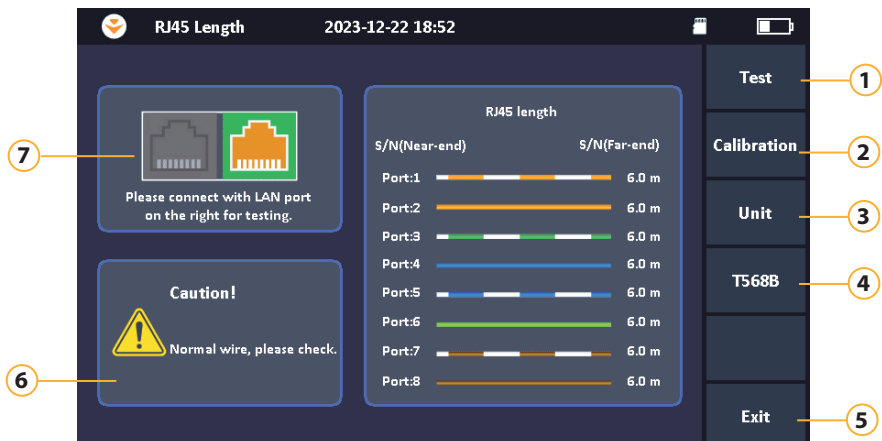 RJ45 Length 2023-12-22 18:52
Test
1
Calibration
2
Unit
3
T568B
4
Exit
5
7
Please connect with LAN port
on the right for testing.
Caution!
Normal wire, please check.
6
RJ45 length
S/N(Near-end) S/N(Far-end)
Port:1 6.0 m
Port:2 6.0 m
Port:3 6.0 m
Port:4 6.0 m
Port:5 6.0 m
Port:6 6.0 m
Port:7 6.0 m
Port:8 6.0 m